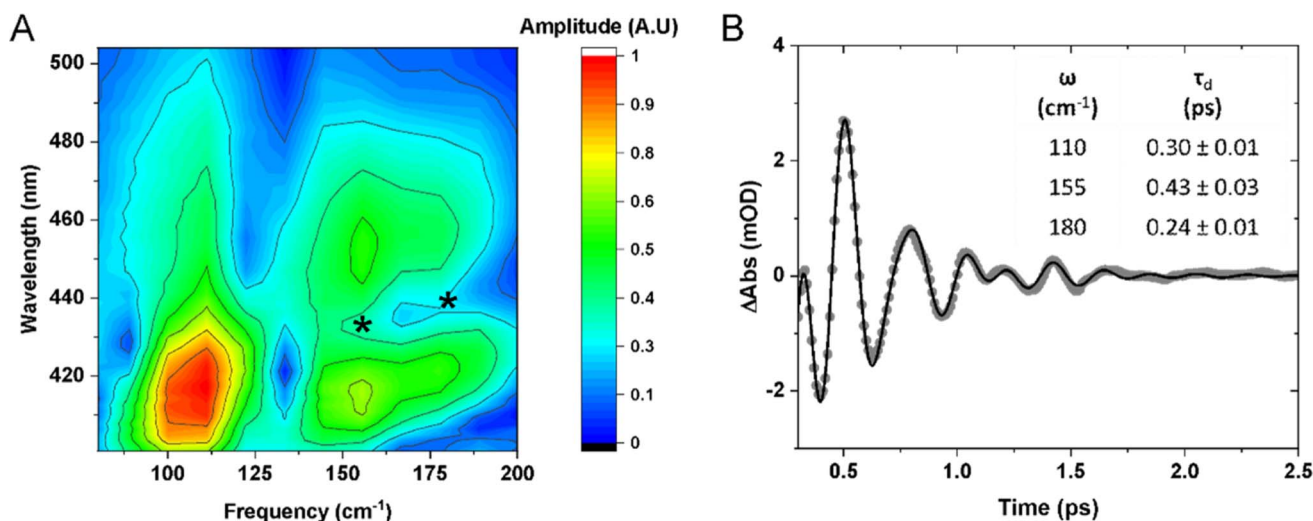 A
Amplitude (A.U)
Wavelength (nm)
500
480
460
440
420
*
*
100
125
150
175
200
Frequency (cm-1)
1
0.9
0.8
0.7
0.6
0.5
0.4
0.3
0.2
0.1
0
B
ΔAbs (mOD)
4
2
0
-2
ω τd
(cm-1) (ps)
110 0.30 ± 0.01
155 0.43 ± 0.03
180 0.24 ± 0.01
0.5 1.0 1.5 2.0 2.5
Time (ps)